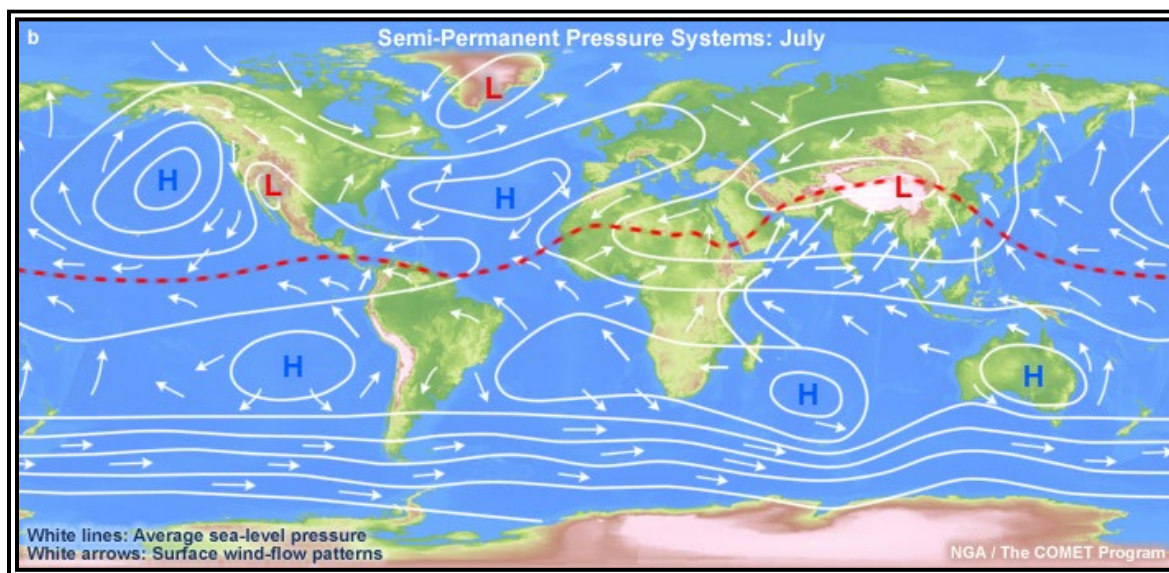 b
Semi-Permanent Pressure Systems: July
L
H
L
H
L
H
H
H
White lines: Average sea-level pressure
White arrows: Surface wind-flow patterns
NGA / The COMET Program